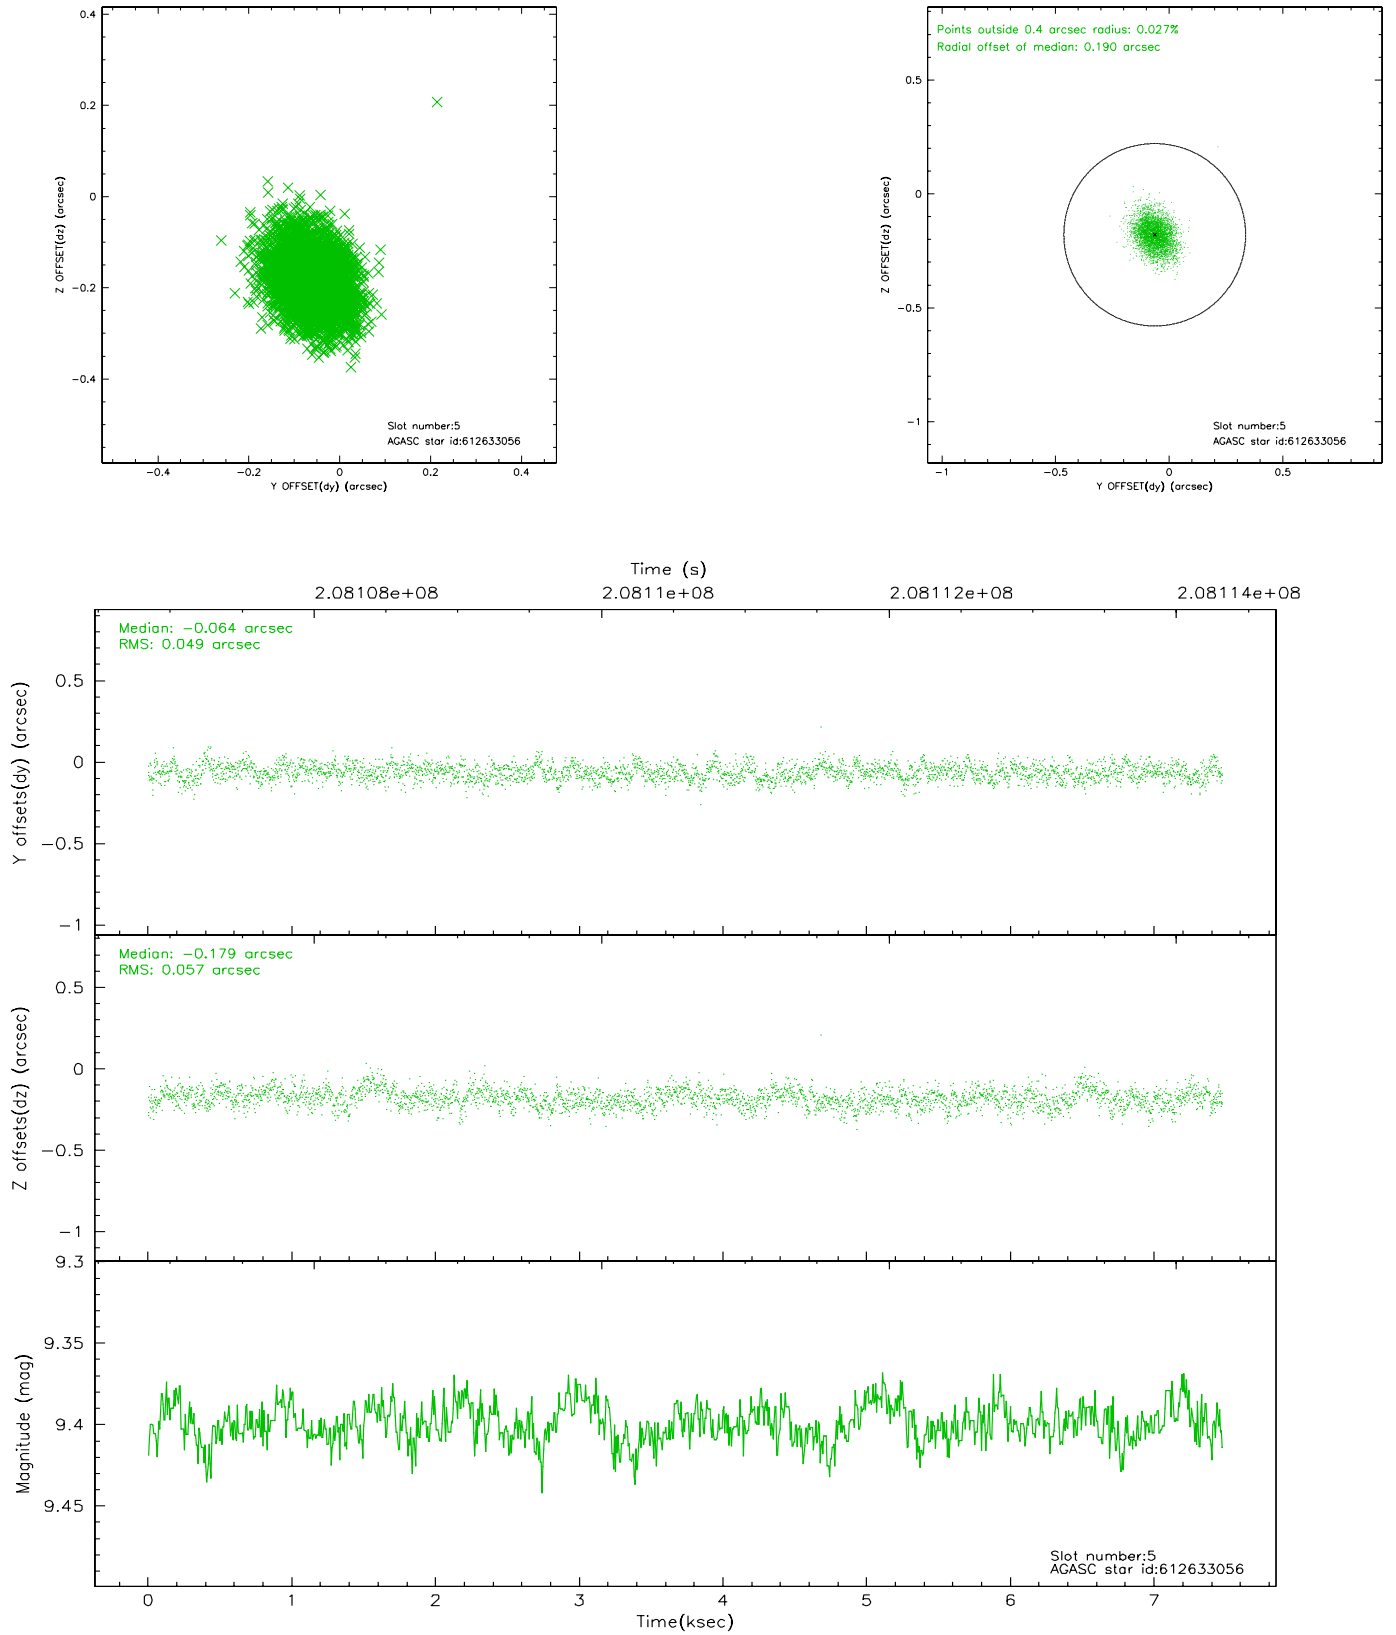 0.4
0.2
0
−0.2
−0.4
Z OFFSET(dz) (arcsec)
Slot number:5
AGASC star id:612633056
−0.4 −0.2 0 0.2 0.4
Y OFFSET(dy) (arcsec)
Points outside 0.4 arcsec radius: 0.027%
Radial offset of median: 0.190 arcsec
0.5
0
−0.5
−1
Z OFFSET(dz) (arcsec)
Slot number:5
AGASC star id:612633056
−1 −0.5 0 0.5
Y OFFSET(dy) (arcsec)
Time (s)
2.08108e+08 2.0811e+08 2.08112e+08 2.08114e+08
Median: −0.064 arcsec
RMS: 0.049 arcsec
0.5
0
−0.5
−1
Y offsets(dy) (arcsec)
Median: −0.179 arcsec
RMS: 0.057 arcsec
0.5
0
−0.5
−1
Z offsets(dz) (arcsec)
9.3
9.35
9.4
9.45
Magnitude (mag)
Slot number:5
AGASC star id:612633056
0 1 2 3 4 5 6 7
Time(ksec)